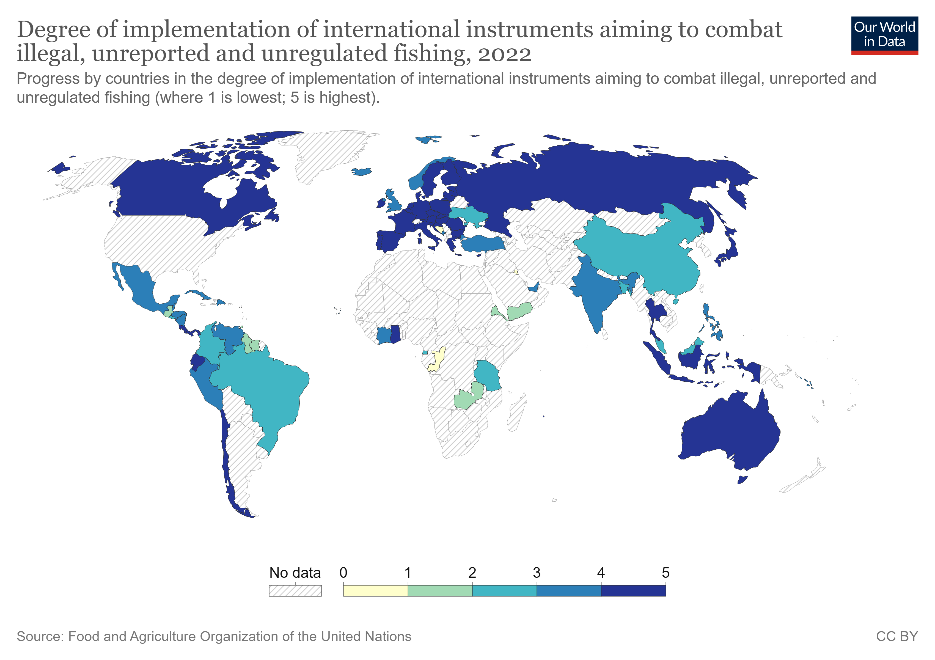 Degree of implementation of international instruments aiming to combat
illegal, unreported and unregulated fishing, 2022
Our World
in Data
Progress by countries in the degree of implementation of international instruments aiming to combat illegal, unreported and
unregulated fishing (where 1 is lowest; 5 is highest).
No data 0 1 2 3 4 5
Source: Food and Agriculture Organization of the United Nations CC BY